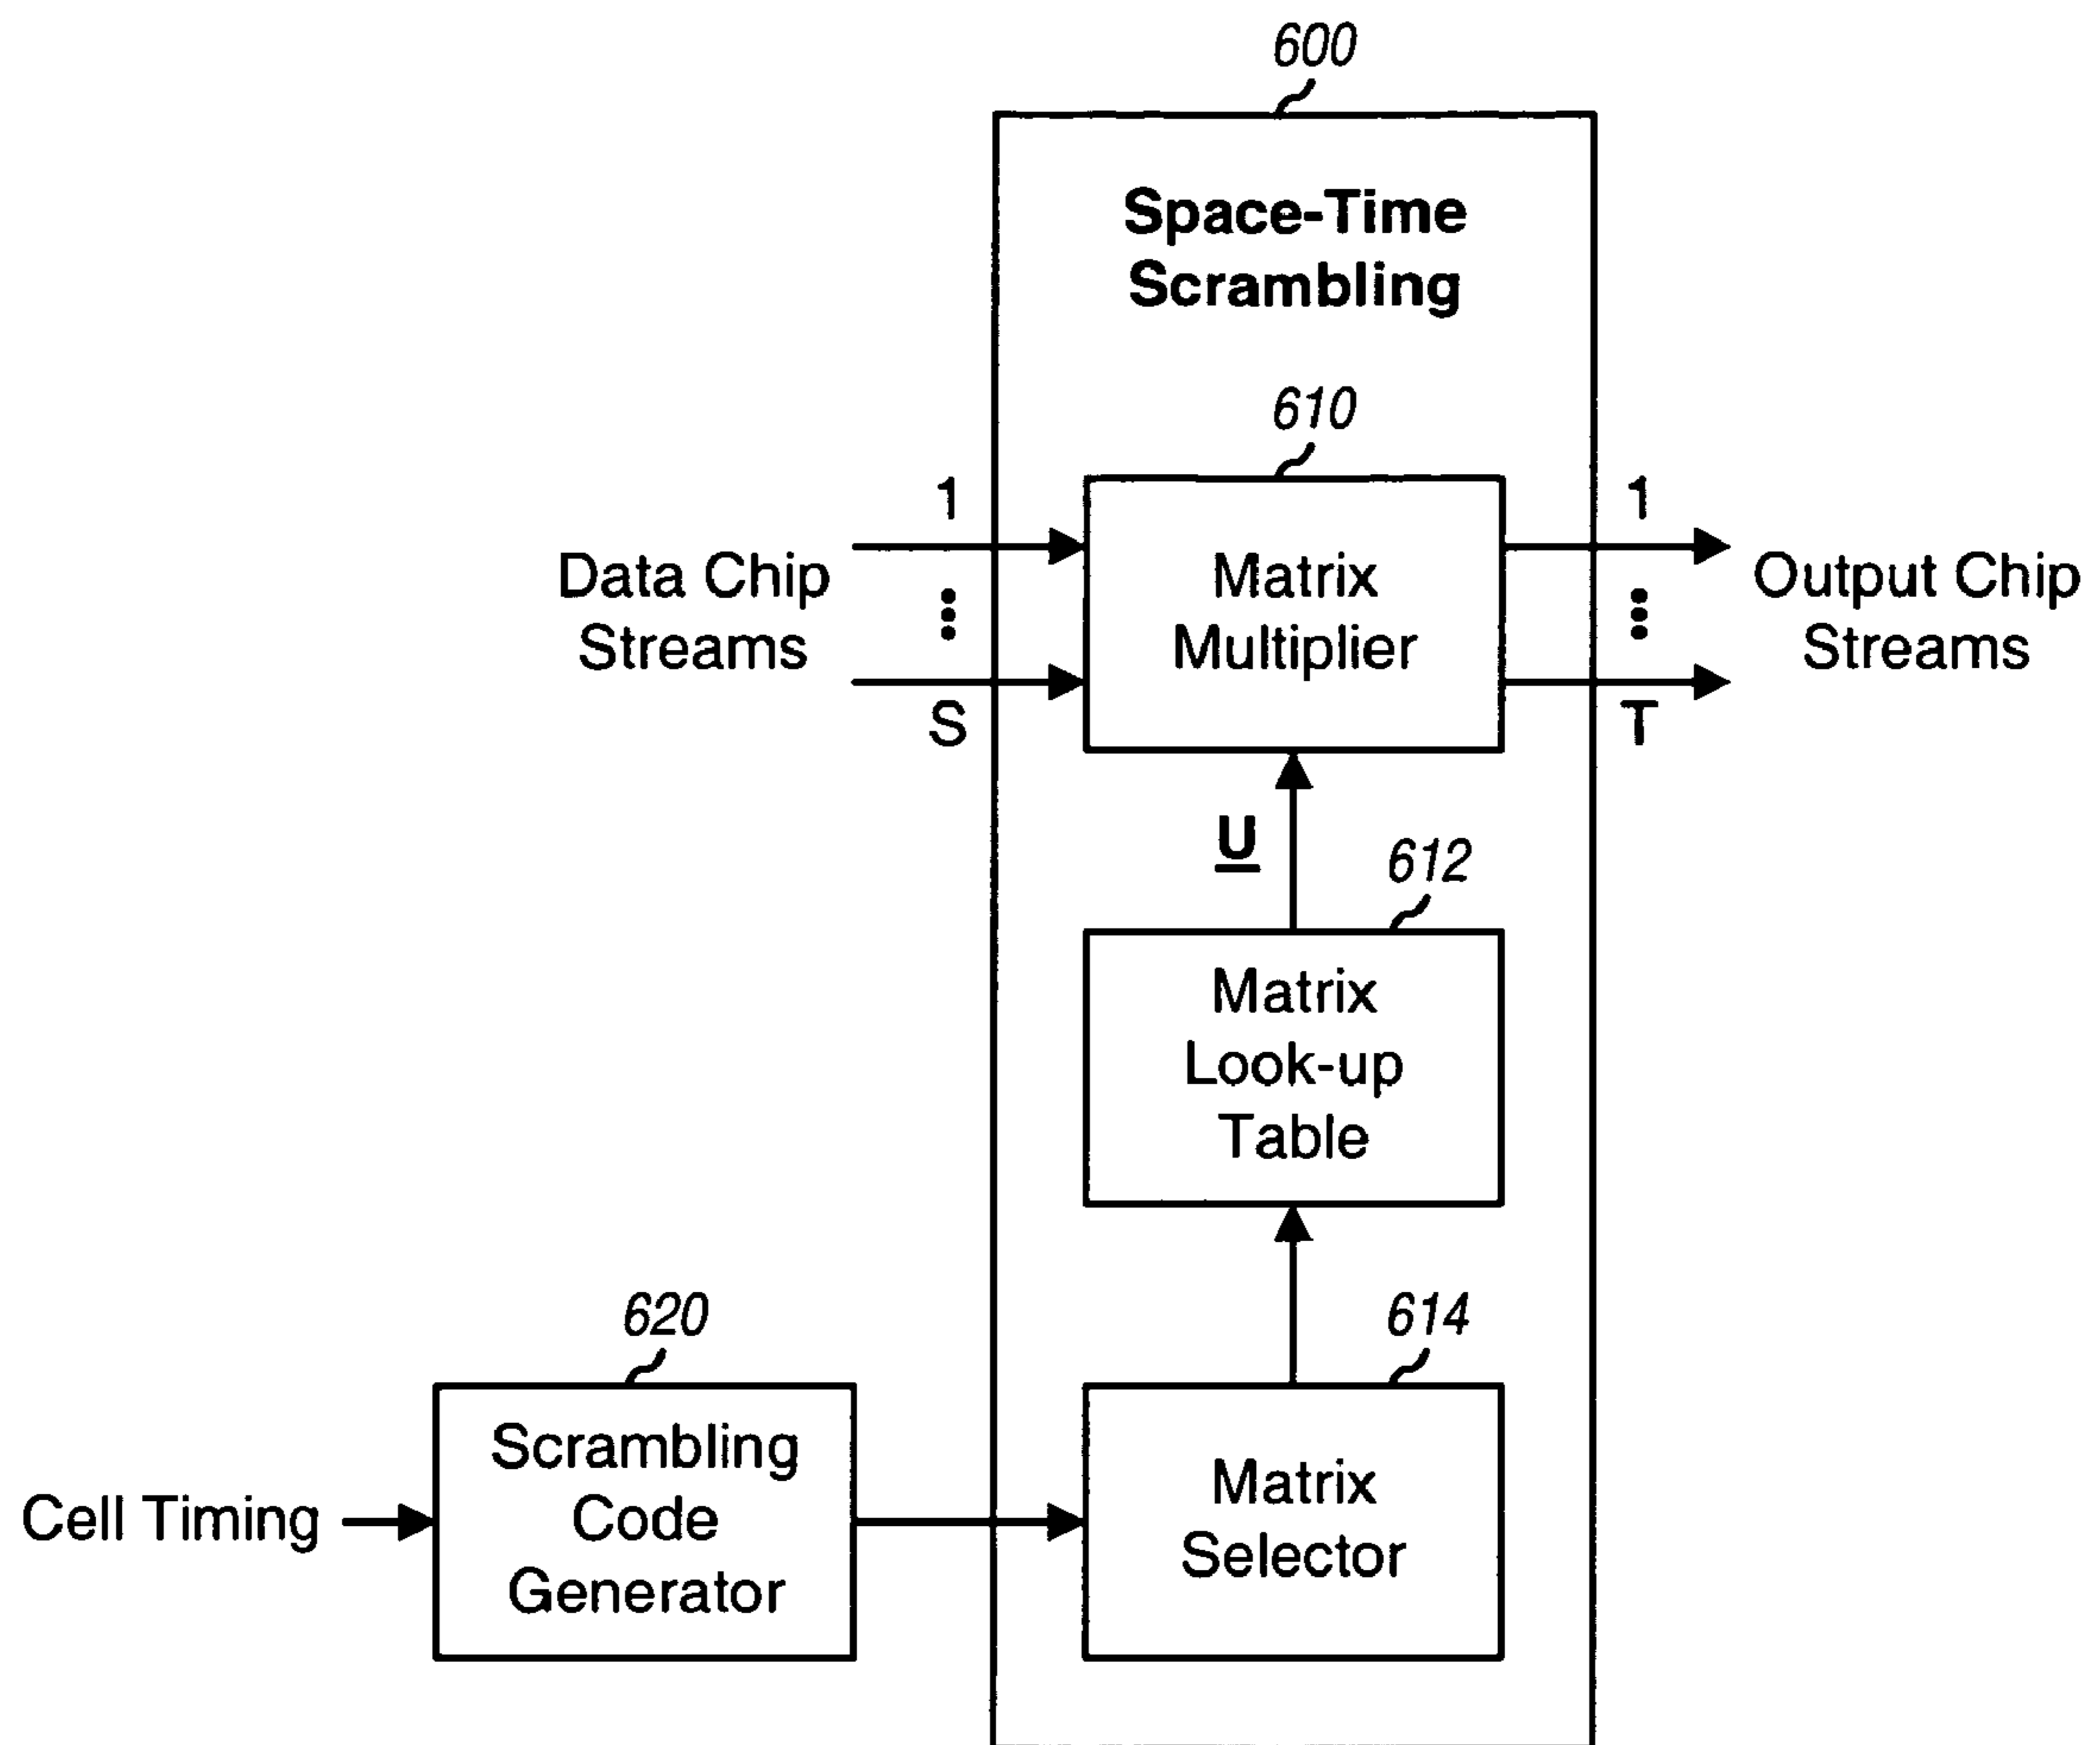 600
Space-Time
Scrambling
610
1
1
Data Chip
Streams
Matrix
Multiplier
Output Chip
Streams
S
T
U
612
Matrix
Look-up
Table
620
614
Cell Timing
Scrambling
Code
Generator
Matrix
Selector